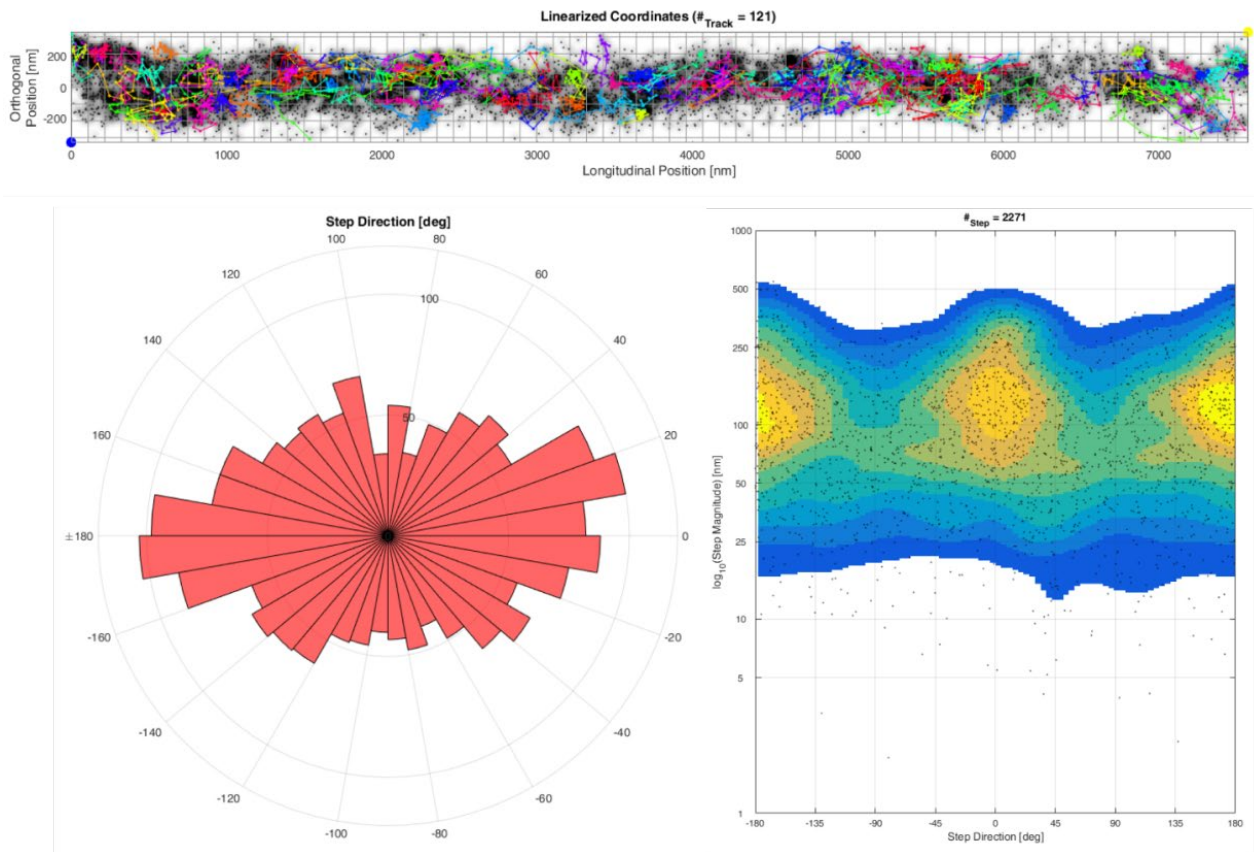 Linearized Coordinates (#Track = 121)
Orthogonal
Position [nm]
200
0
-200
0 1000 2000 3000 4000 5000 6000 7000
Longitudinal Position [nm]
Step Direction [deg]
100 80
120 60
100
140 40
50
160 20
±180 0
-160 -20
-140 -40
-120 -60
-100 -80
#Step = 2271
log10(Step Magnitude) [nm]
1000
500
250
100
50
25
10
5
1
-180 -135 -90 -45 0 45 90 135 180
Step Direction [deg]